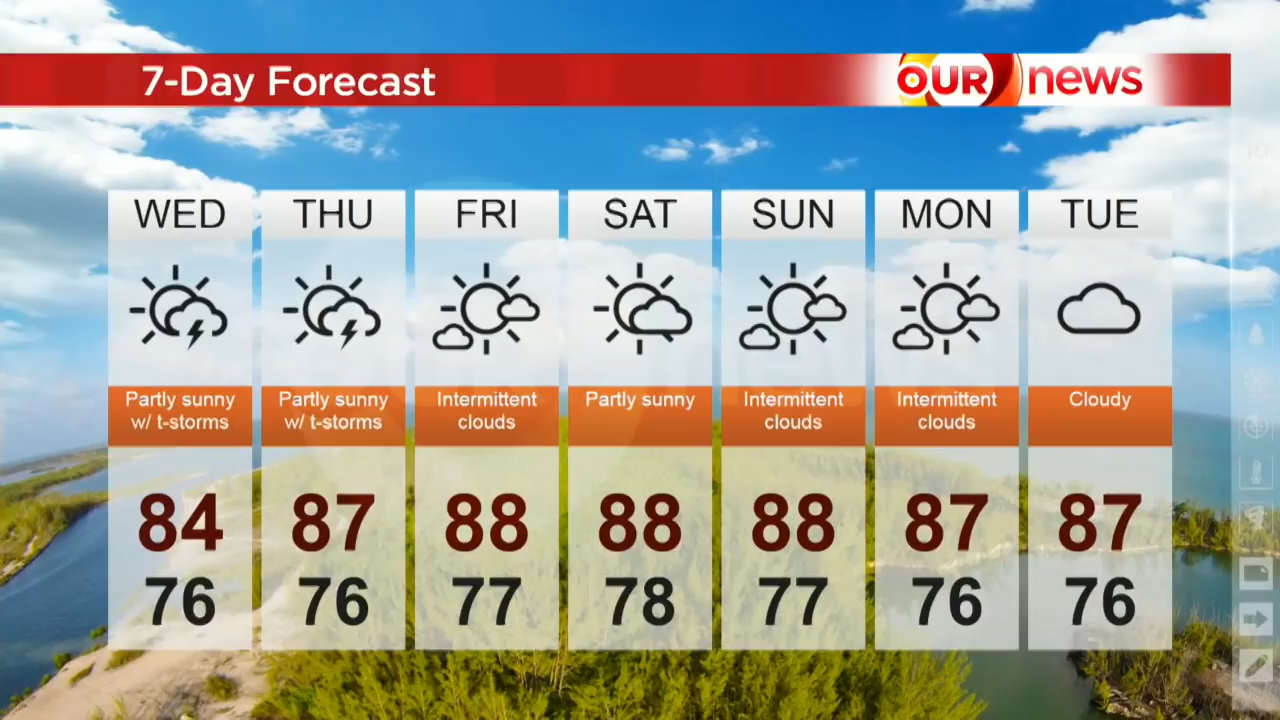 7-Day Forecast
OUR news
WED THU FRI SAT SUN MON TUE
Partly sunny w/ t-storms
Partly sunny w/ t-storms
Intermittent clouds
Partly sunny
Intermittent clouds
Intermittent clouds
Cloudy
84 87 88 88 88 87 87
76 76 77 78 77 76 76